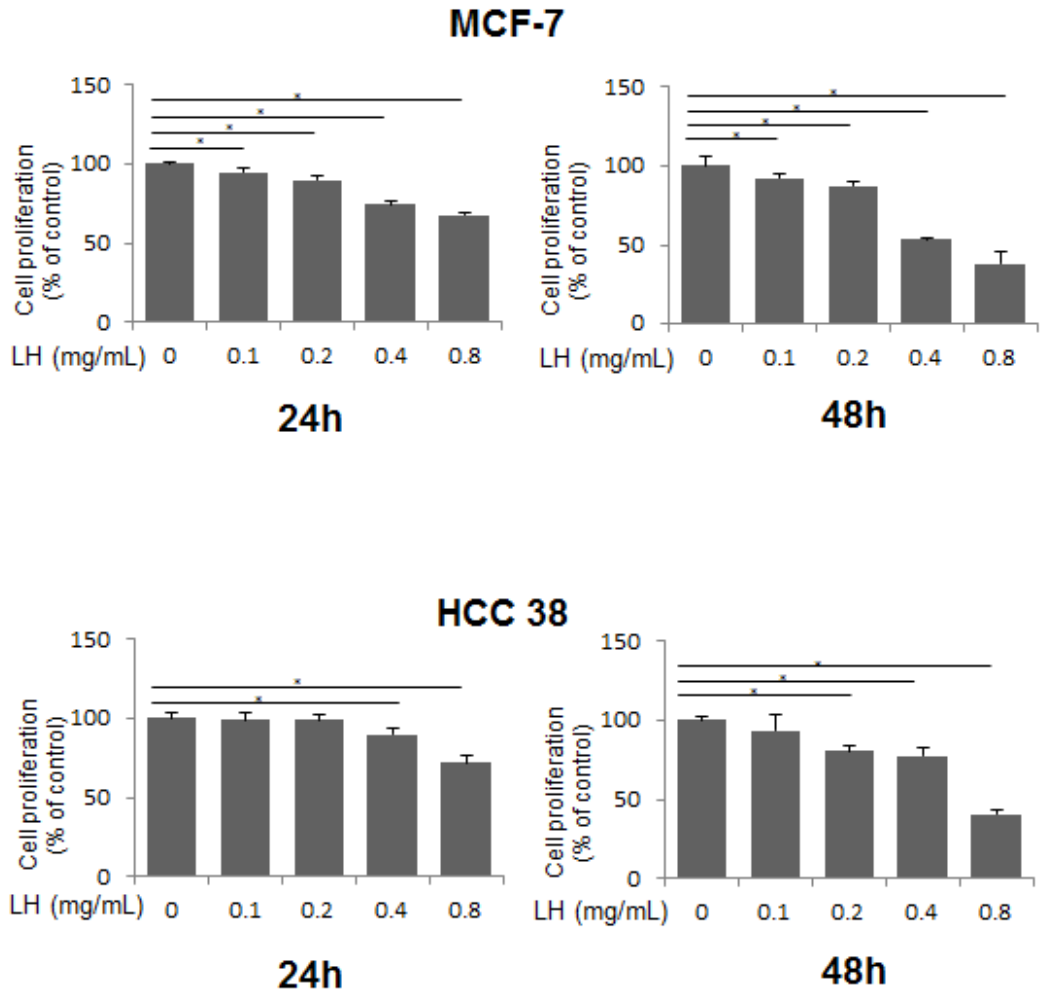 MCF-7
Cell proliferation
(% of control)
150
100
50
0
* 
*
*
*
LH (mg/mL) 0 0.1 0.2 0.4 0.8
24h
Cell proliferation
(% of control)
150
100
50
0
*
*
*
*
LH (mg/mL) 0 0.1 0.2 0.4 0.8
48h
HCC 38
Cell proliferation
(% of control)
150
100
50
0
*
*
LH (mg/mL) 0 0.1 0.2 0.4 0.8
24h
Cell proliferation
(% of control)
150
100
50
0
*
*
*
LH (mg/mL) 0 0.1 0.2 0.4 0.8
48h